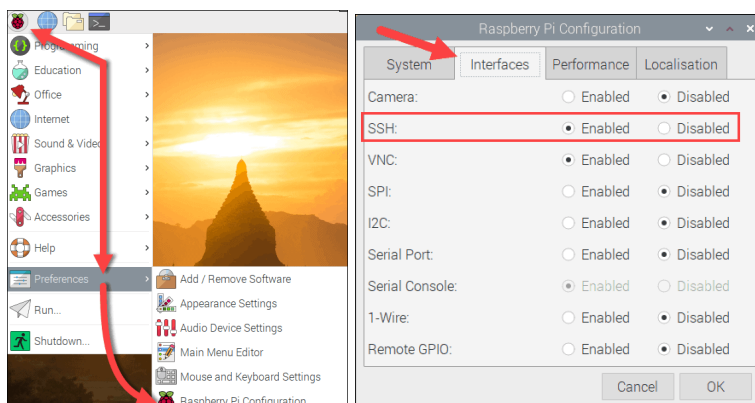 Programming
Education
Office
Internet
Sound & Video
Graphics
Games
Accessories
Help
Preferences
Run...
Shutdown...
Add / Remove Software
Appearance Settings
Audio Device Settings
Main Menu Editor
Mouse and Keyboard Settings
Raspberry Pi Configuration
Raspberry Pi Configuration
System Interfaces Performance Localisation
Camera: Enabled Disabled
SSH: Enabled Disabled
VNC: Enabled Disabled
SPI: Enabled Disabled
I2C: Enabled Disabled
Serial Port: Enabled Disabled
Serial Console: Enabled Disabled
1-Wire: Enabled Disabled
Remote GPIO: Enabled Disabled
Cancel OK